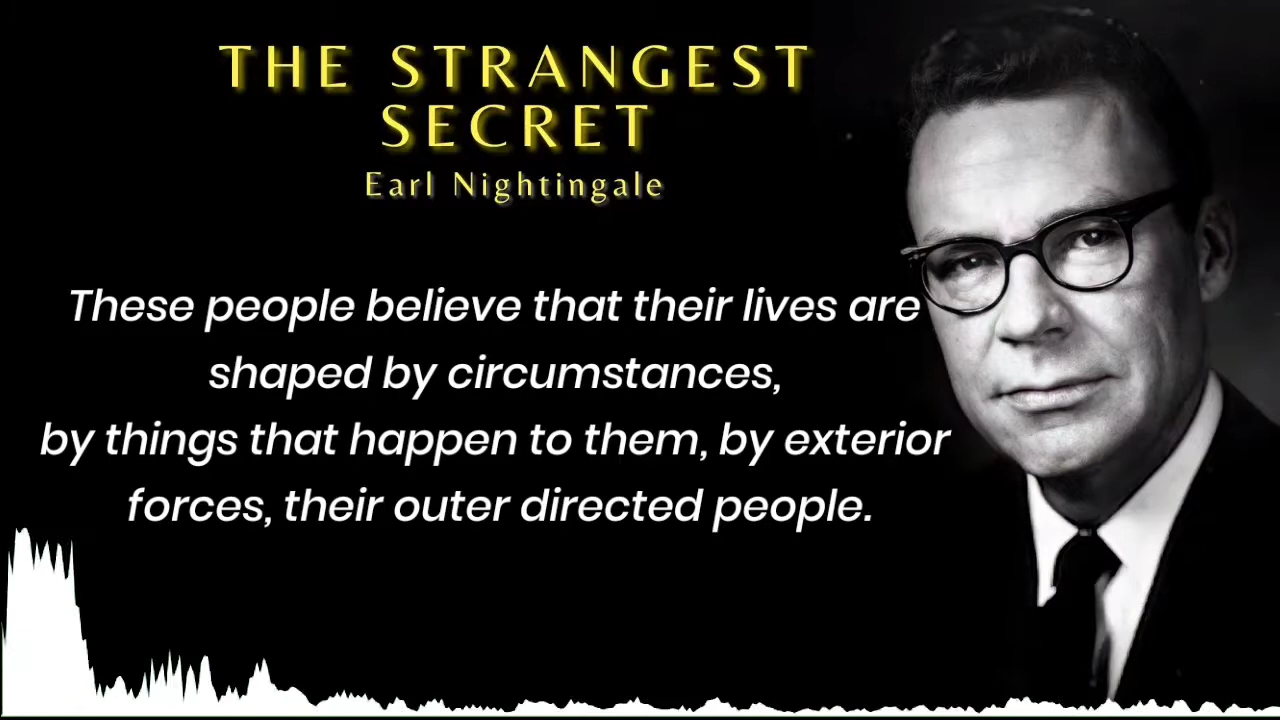 THE STRANGEST
SECRET
Earl Nightingale
These people believe that their lives are
shaped by circumstances,
by things that happen to them, by exterior
forces, their outer directed people.